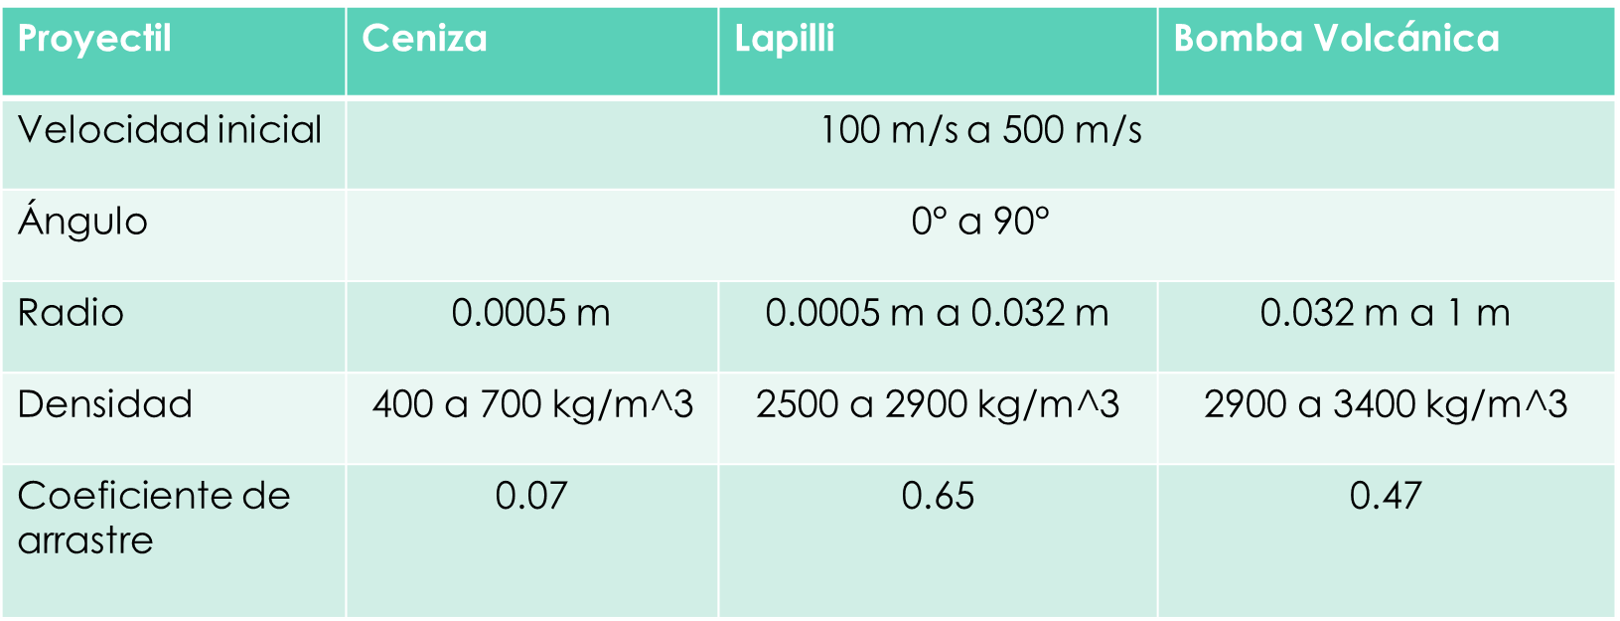 Proyectil Ceniza Lapilli Bomba Volcánica
Velocidad inicial 100 m/s a 500 m/s
Ángulo 0° a 90°
Radio 0.0005 m 0.0005 m a 0.032 m 0.032 m a 1 m
Densidad 400 a 700 kg/m^3 2500 a 2900 kg/m^3 2900 a 3400 kg/m^3
Coeficiente de 0.07 0.65 0.47
arrastre